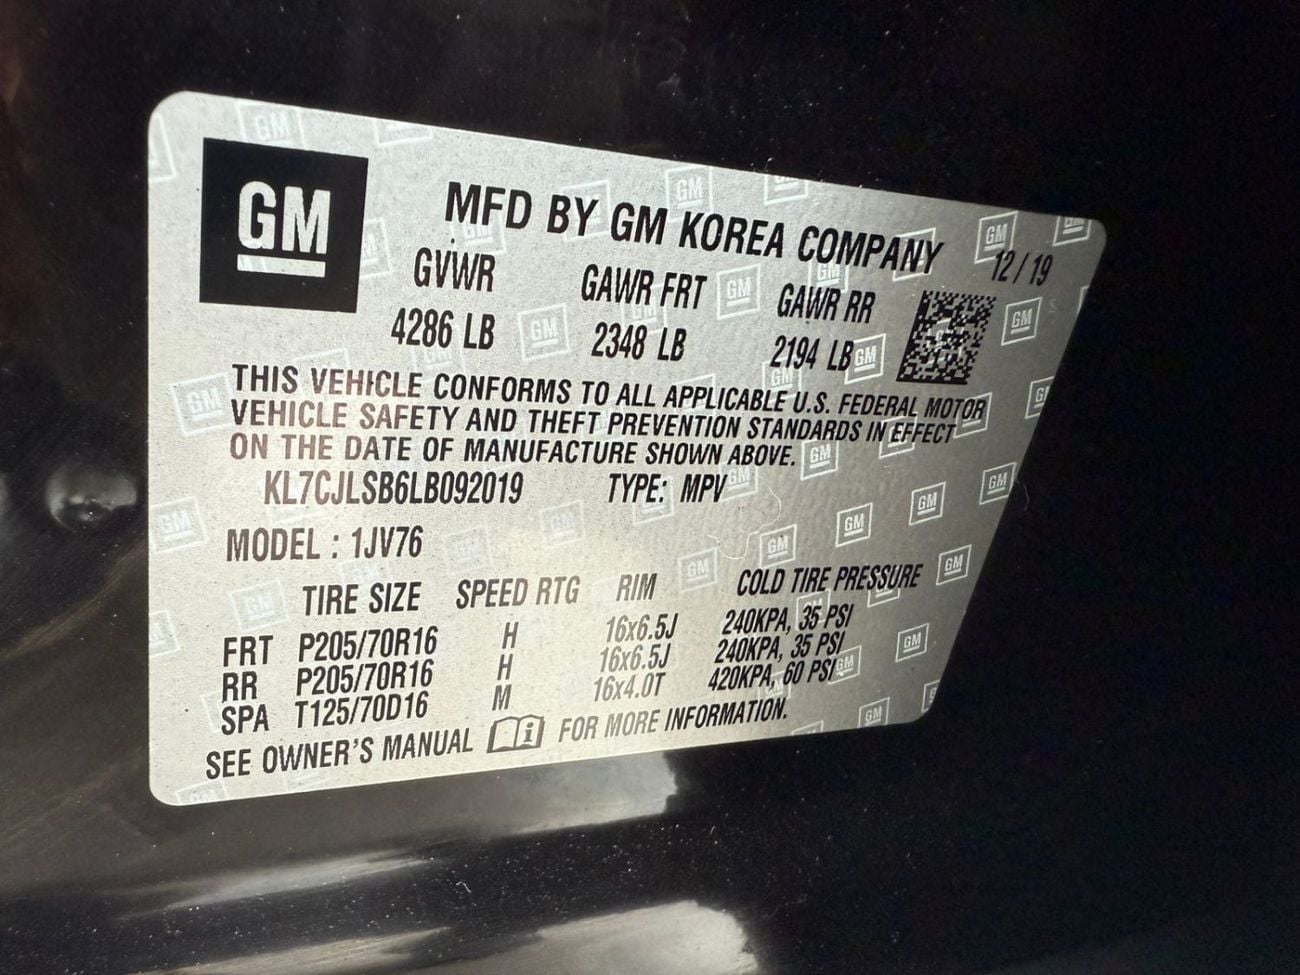 GM
MFD BY GM KOREA COMPANY
12 / 19
GVWR GAWR FRT GAWR RR
4286 LB 2348 LB 2194 LB
THIS VEHICLE CONFORMS TO ALL APPLICABLE U.S. FEDERAL MOTOR
VEHICLE SAFETY AND THEFT PREVENTION STANDARDS IN EFFECT
ON THE DATE OF MANUFACTURE SHOWN ABOVE.
KL7CJLSB6LB092019 TYPE: MPV
MODEL : 1JV76
TIRE SIZE SPEED RTG RIM COLD TIRE PRESSURE
FRT P205/70R16 H 16x6.5J 240KPA, 35 PSI
RR P205/70R16 H 16x6.5J 240KPA, 35 PSI
SPA T125/70D16 M 16x4.0T 420KPA, 60 PSI
SEE OWNER'S MANUAL FOR MORE INFORMATION.